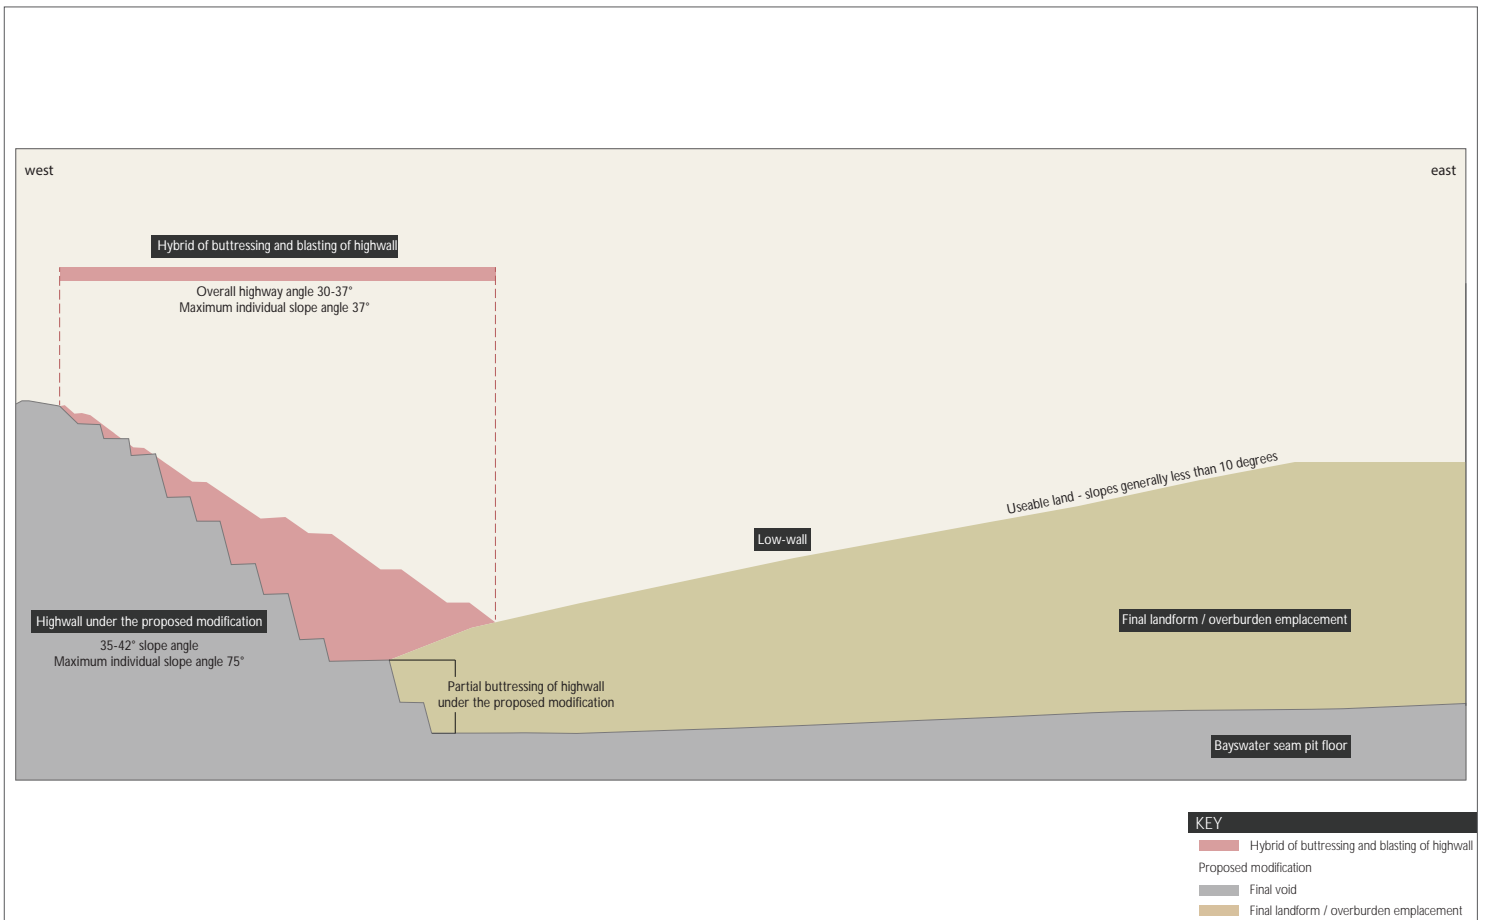 west
east
Hybrid of buttressing and blasting of highwall
Overall highway angle 30-37°
Maximum individual slope angle 37°
Useable land - slopes generally less than 10 degrees
Low-wall
Highwall under the proposed modification
35-42° slope angle
Maximum individual slope angle 75°
Final landform / overburden emplacement
Partial buttressing of highwall
under the proposed modification
Bayswater seam pit floor
KEY
Hybrid of buttressing and blasting of highwall
Proposed modification
Final void
Final landform / overburden emplacement